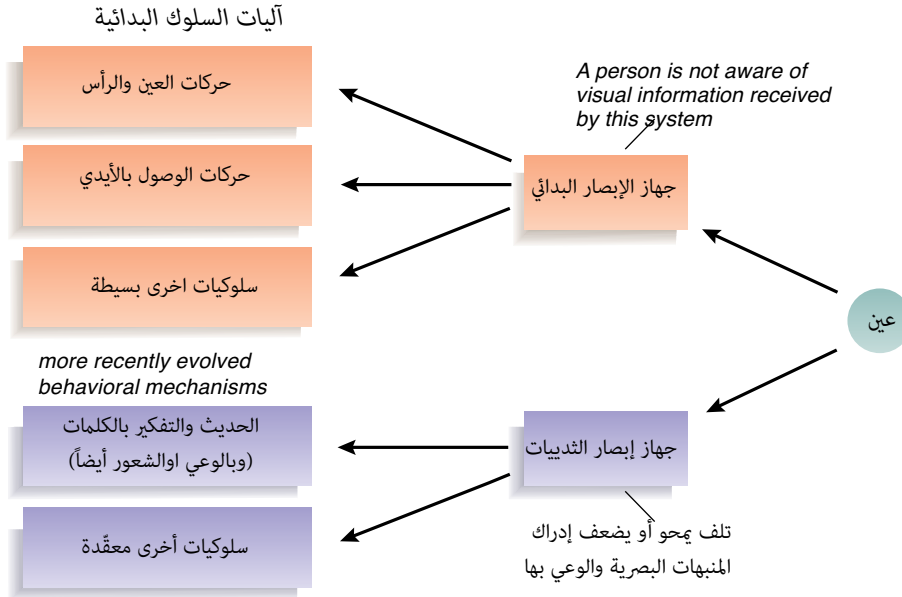 آليات السلوك البدائية
حركات العين والرأس
حركات الوصول بالأيدي
سلوكيات اخرى بسيطة
A person is not aware of
visual information received
by this system
جهاز الإبصار البدائي
عين
more recently evolved
behavioral mechanisms
الحديث والتفكير بالكلمات
(وبالوعي اوالشعور أيضاً)
سلوكيات أخرى معقّدة
جهاز إبصار الثدييات
تلف يمحو أو يضعف إدراك
المنبهات البصرية والوعي بها